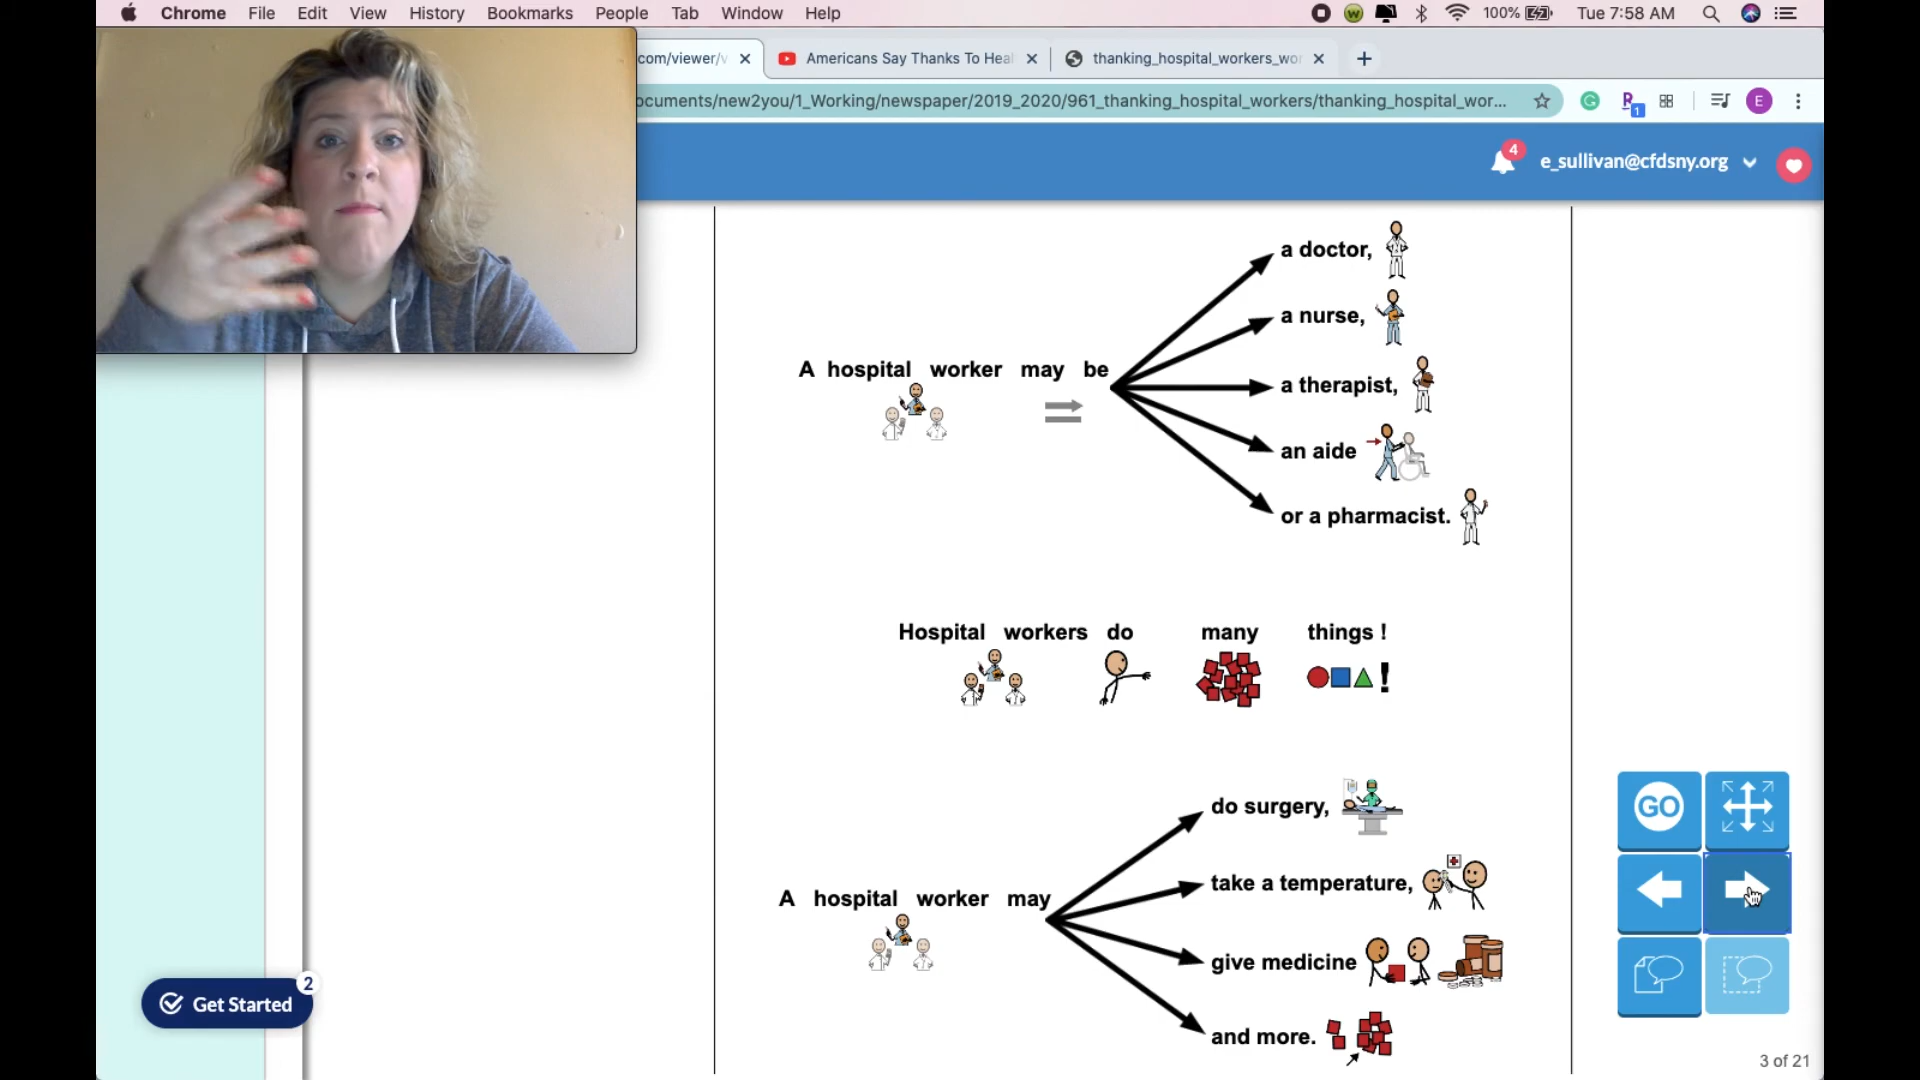 Chrome File Edit View History Bookmarks People Tab Window Help 100% Tue 7:58 AM
com/viewer/v Americans Say Thanks To Heal thanking_hospital_workers_wor
ocuments/new2you/1_Working/newspaper/2019_2020/961_thanking_hospital_workers/thanking_hospital_wor... 1 E
4 e_sullivan@cfdsny.org
a doctor,
a nurse,
A hospital worker may be
a therapist,
an aide
or a pharmacist.
Hospital workers do many things !
!
do surgery,
take a temperature,
A hospital worker may
give medicine
and more.
GO
Get Started 2
3 of 21